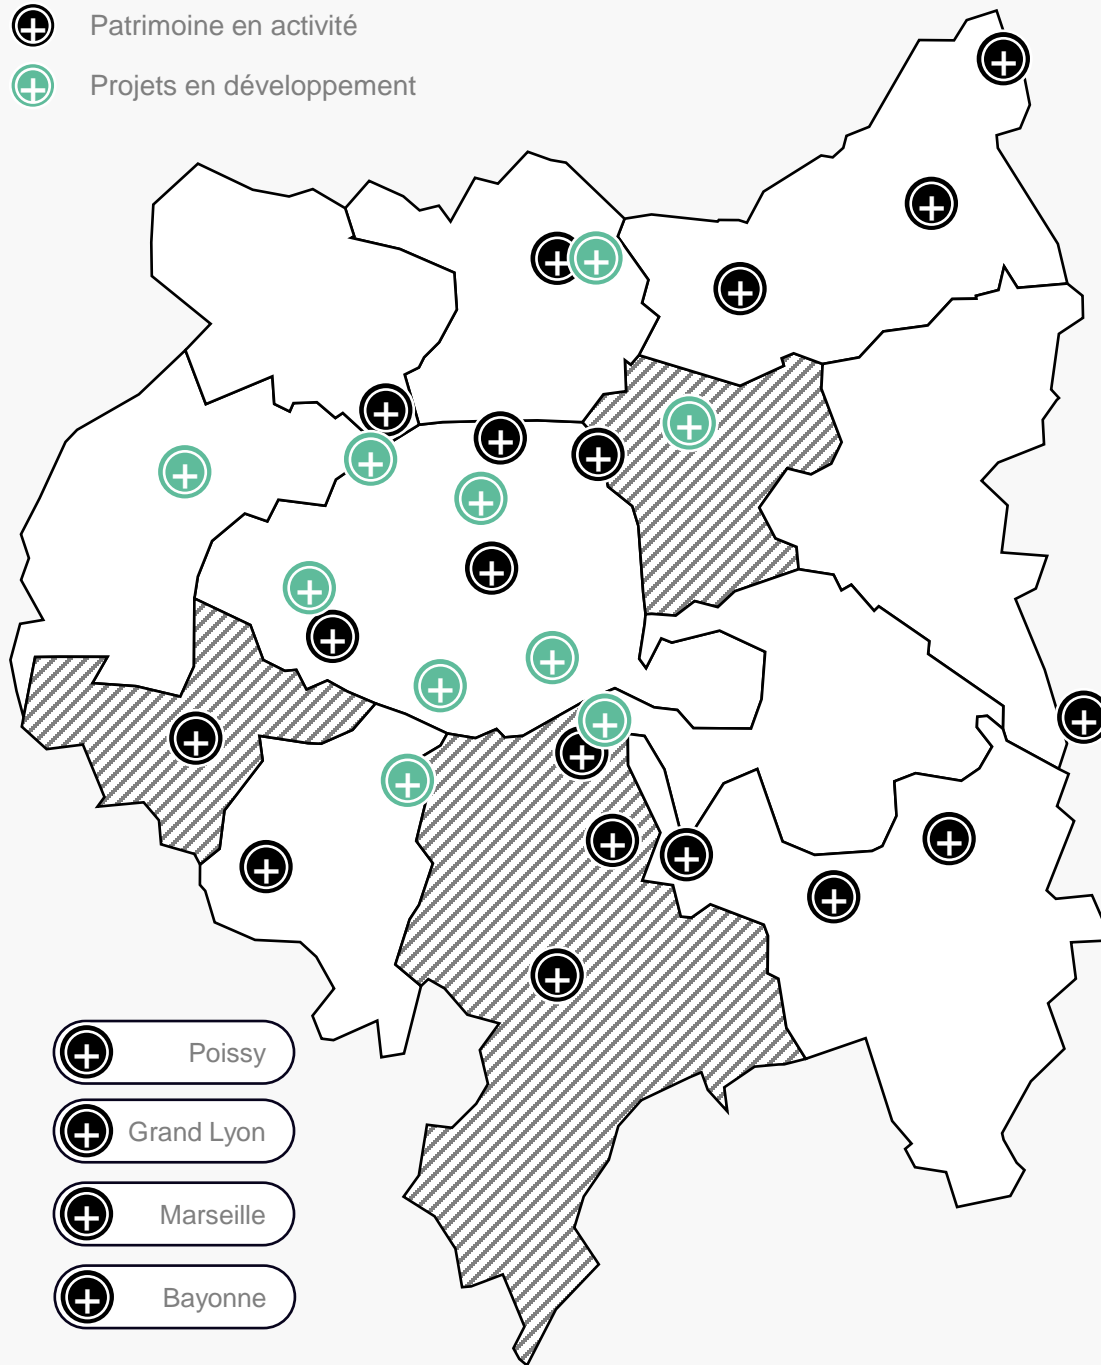 Patrimoine en activité
Projets en développement
Poissy
Grand Lyon
Marseille
Bayonne